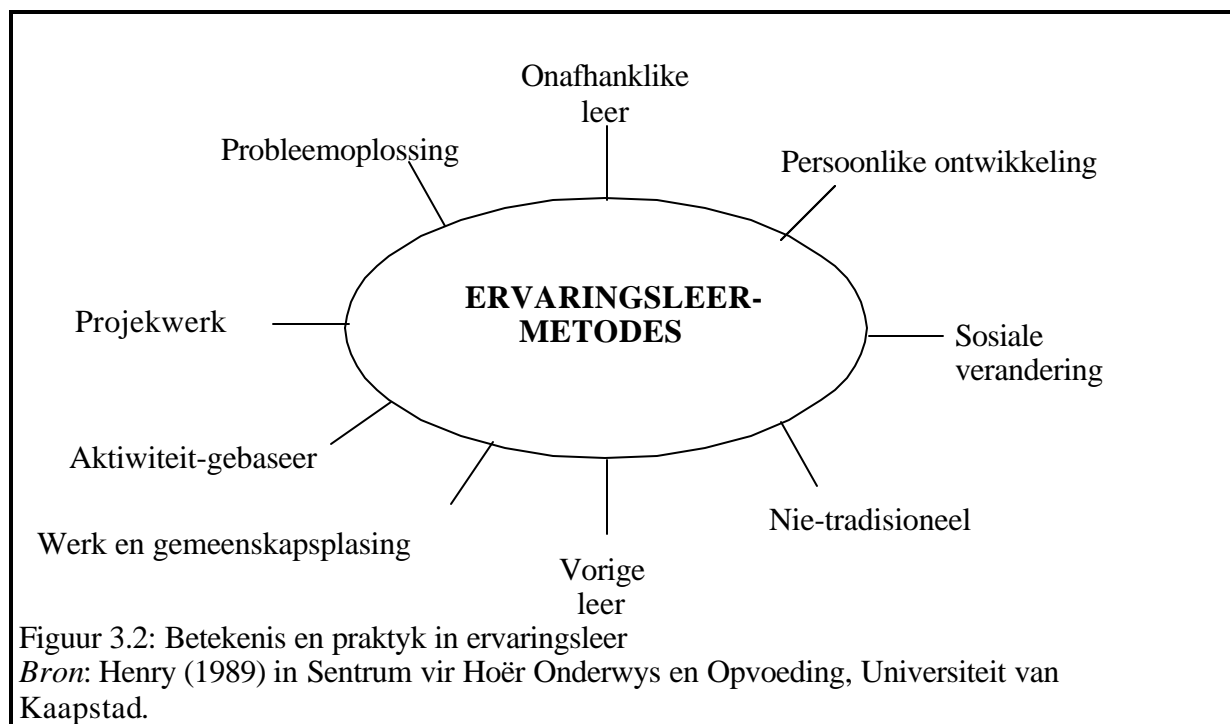 Onafhanklike
leer
Probleemoplossing
Persoonlike ontwikkeling
ERVARINGSLEER-
METODES
Projekwerk
Sosiale
verandering
Aktiwiteit-gebaseer
Nie-tradisioneel
Werk en gemeenskapsplasing
Vorige
leer
Figuur 3.2: Betekenis en praktyk in ervaringsleer
Bron: Henry (1989) in Sentrum vir Hoër Onderwys en Opvoeding, Universiteit van
Kaapstad.